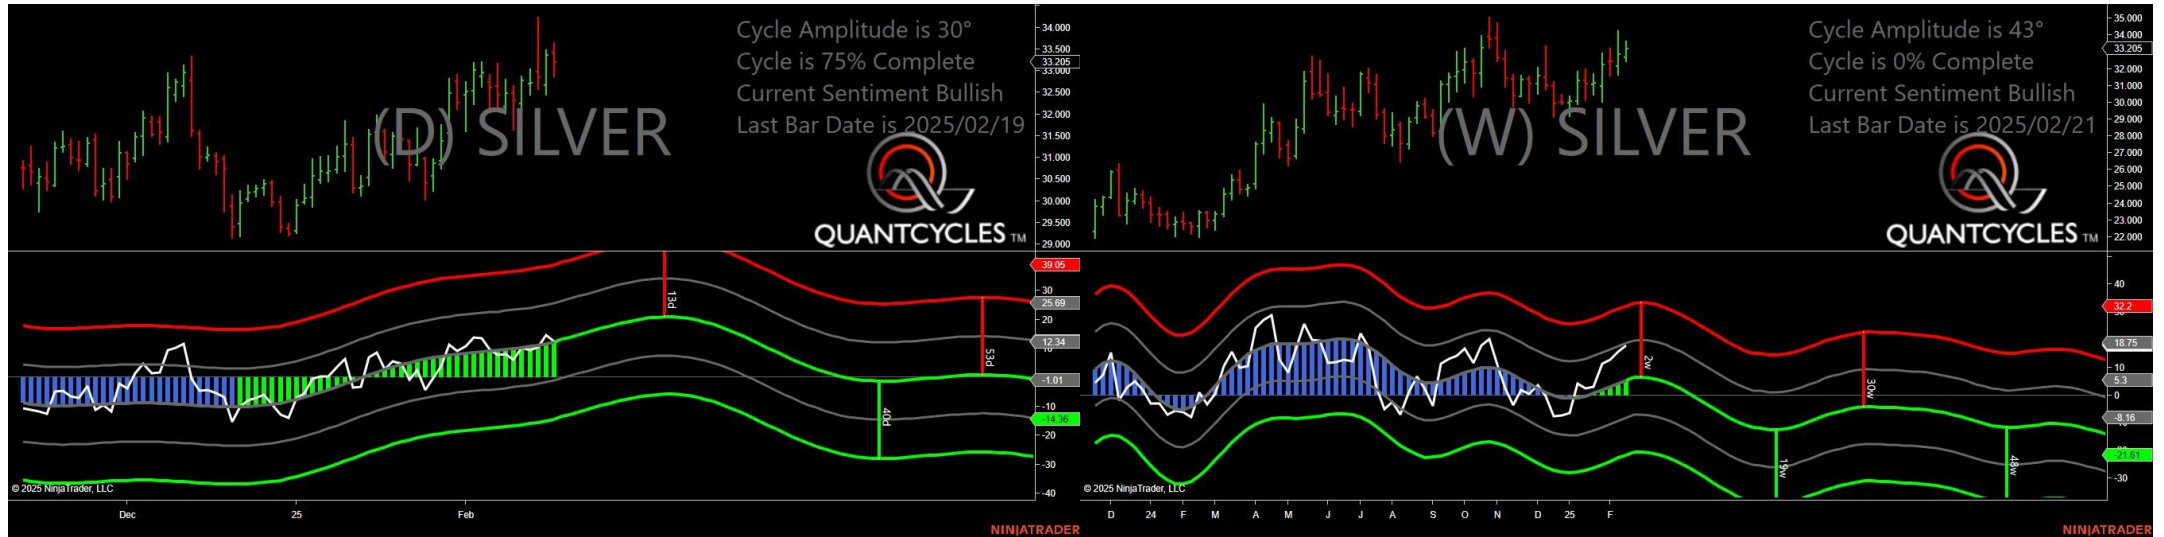 Cycle Amplitude is 30°
Cycle is 75% Complete
Current Sentiment Bullish
Last Bar Date is 2025/02/19
(D) SILVER
QUANTCYCLES TM
34.000
33.500
33.205
33.000
32.500
32.000
31.500
31.000
30.500
30.000
29.500
29.000
39.05
30
25.69
20
12.34
-1.01
-10
-14.36
-20
-30
-40
13d
53d
40d
© 2025 NinjaTrader, LLC
Dec
25
Feb
NINJATRADER
Cycle Amplitude is 43°
Cycle is 0% Complete
Current Sentiment Bullish
Last Bar Date is 2025/02/21
(W) SILVER
QUANTCYCLES TM
35.000
34.000
33.205
32.000
31.000
30.000
29.000
28.000
27.000
26.000
25.000
24.000
23.000
22.000
40
32.2
18.75
10
5.3
0
-8.16
-21.61
-30
2w
30w
19w
48w
© 2025 NinjaTrader, LLC
D 24 F M A M J J A S O N D 25 F
NINJATRADER